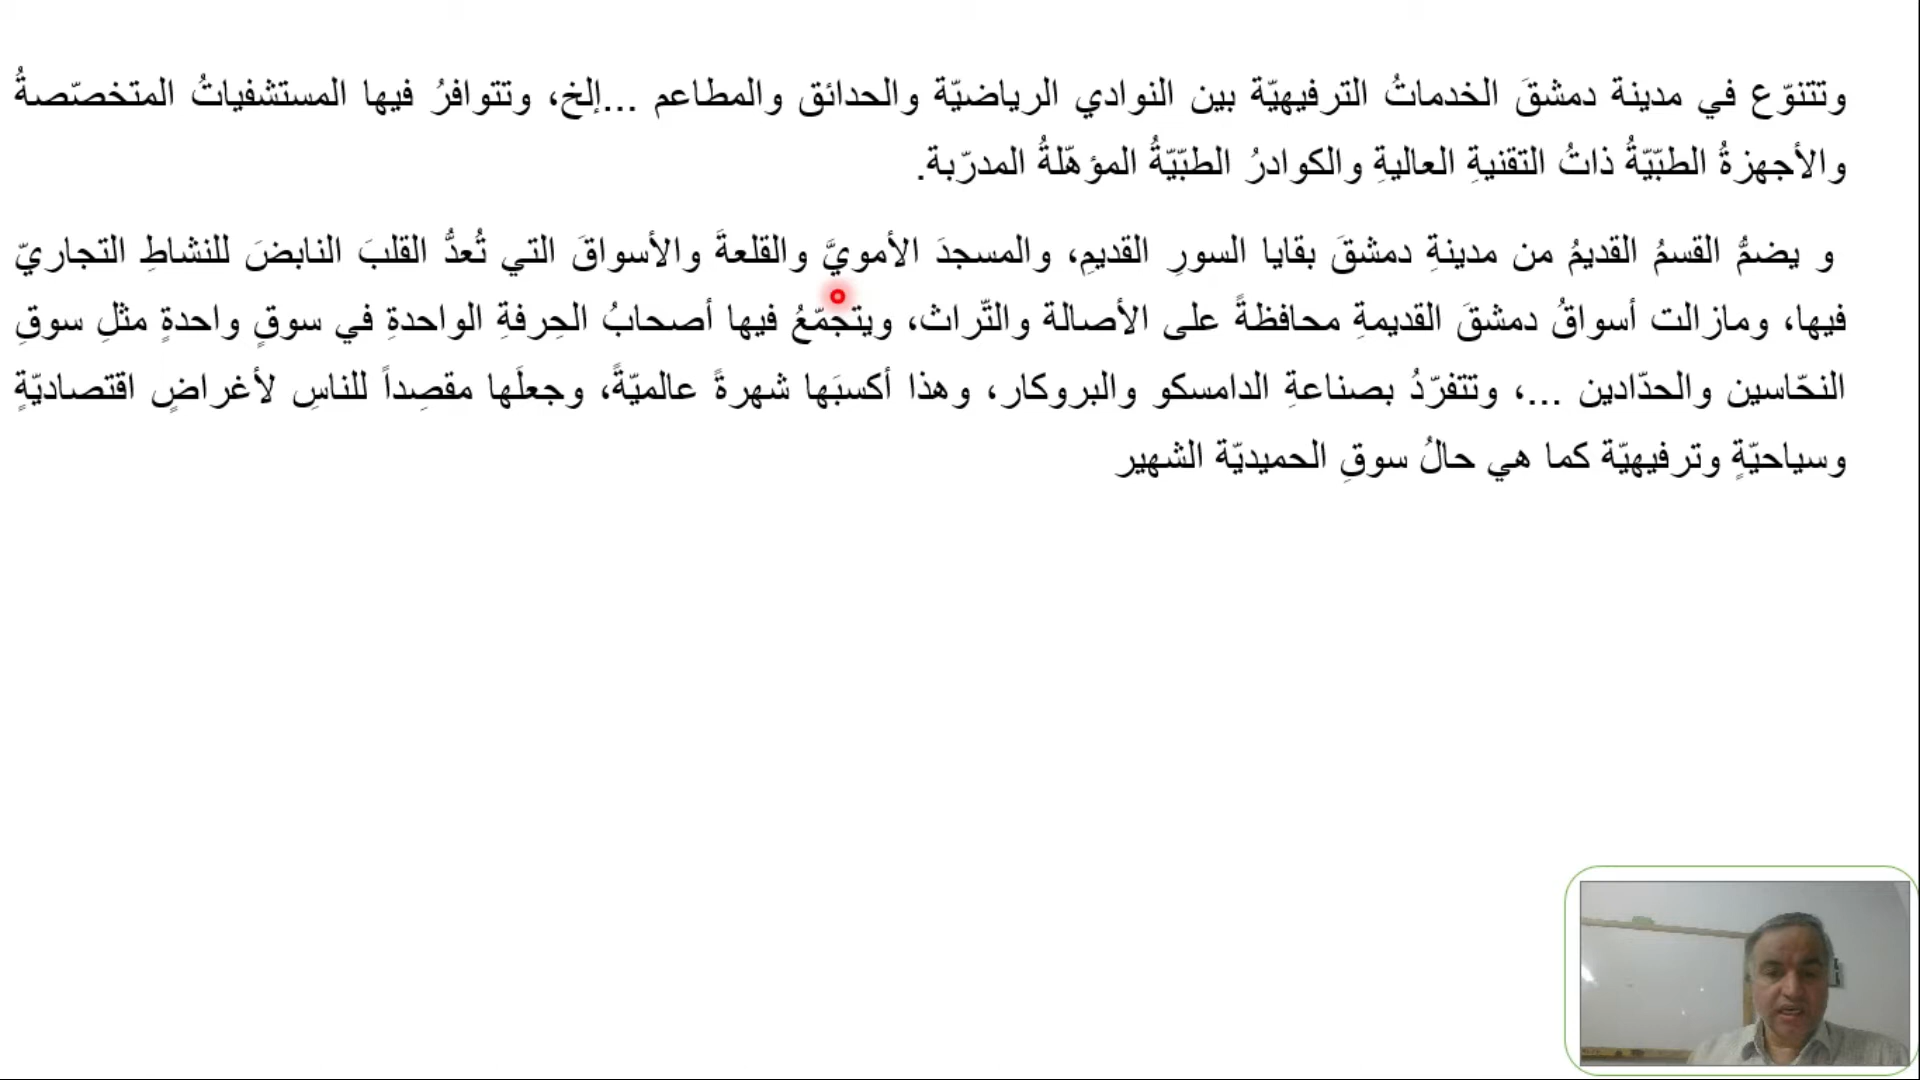 وتتنوّع في مدينة دمشقَ الخدماتُ الترفيهيّة بين النوادي الرياضيّة والحدائق والمطاعم ...إلخ، وتتوافرُ فيها المستشفياتُ المتخصّصةُ
والأجهزةُ الطبّيّةُ ذاتُ التقنيةِ العاليةِ والكوادرُ الطبّيّةُ المؤهّلةُ المدرّبة.
و يضمُّ القسمُ القديمُ من مدينةِ دمشقَ بقايا السورِ القديمِ، والمسجدَ الأمويَّ والقلعةَ والأسواقَ التي تُعدُّ القلبَ النابضَ للنشاطِ التجاريّ
فيها، ومازالت أسواقُ دمشقَ القديمةِ محافظةً على الأصالة والتّراث، ويتجمّعُ فيها أصحابُ الحِرفةِ الواحدةِ في سوقٍ واحدةٍ مثلِ سوقِ
النحّاسين والحدّادين ...، وتتفرّدُ بصناعةِ الدامسكو والبروكار، وهذا أكسبَها شهرةً عالميّةً، وجعلَها مقصِداً للناسِ لأغراضٍ اقتصاديّةٍ
وسياحيّةٍ وترفيهيّة كما هي حالُ سوقِ الحميديّة الشهير